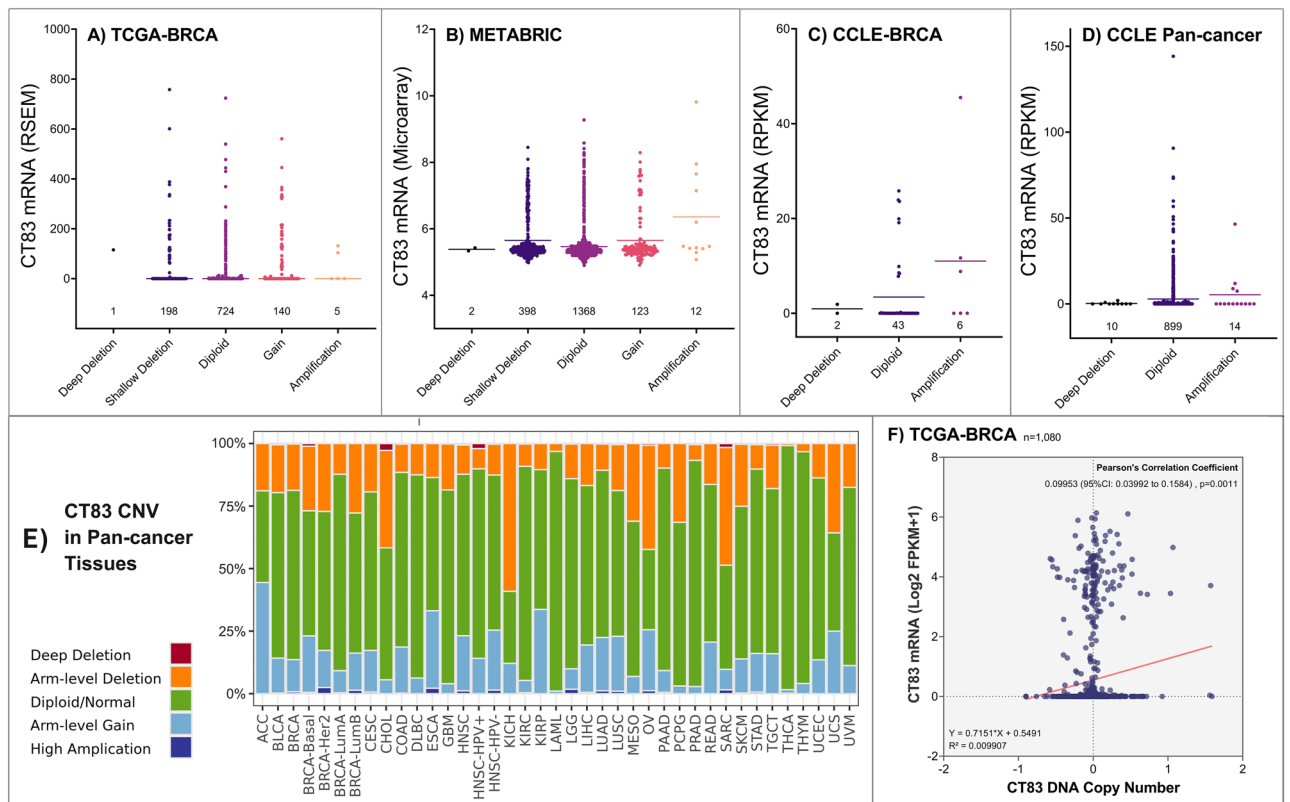 A) TCGA-BRCA
CT83 mRNA (RSEM)
1000
800
600
400
200
0
1
198
724
140
5
Deep Deletion
Shallow Deletion
Diploid
Gain
Amplification
B) METABRIC
CT83 mRNA (Microarray)
12
10
8
6
4
2
398
1368
123
12
Deep Deletion
Shallow Deletion
Diploid
Gain
Amplification
C) CCLE-BRCA
CT83 mRNA (RPKM)
60
40
20
0
2
43
6
Deep Deletion
Diploid
Amplification
D) CCLE Pan-cancer
CT83 mRNA (RPKM)
150
100
50
0
10
899
14
Deep Deletion
Diploid
Amplification
E)
CT83 CNV
in Pan-cancer
Tissues
Deep Deletion
Arm-level Deletion
Diploid/Normal
Arm-level Gain
High Amplication
100%
75%
50%
25%
0%
ACC
BLCA
BRCA
BRCA-Basal
BRCA-Her2
BRCA-LumA
BRCA-LumB
CESC
CHOL
COAD
DLBC
ESCA
GBM
HNSC
HNSC-HPV+
HNSC-HPV-
KICH
KIRC
KIRP
LAML
LGG
LIHC
LUAD
LUSC
MESO
OV
PAAD
PCPG
PRAD
READ
SARC
SKCM
STAD
TGCT
THCA
THYM
UCEC
UCS
UVM
F) TCGA-BRCA n=1,080
Pearson's Correlation Coefficient
0.09953 (95%CI: 0.03992 to 0.1584) , p=0.0011
CT83 mRNA (Log2 FPKM+1)
8
6
4
2
0
-2
Y = 0.7151*X + 0.5491
R² = 0.009907
-2
-1
0
1
2
CT83 DNA Copy Number